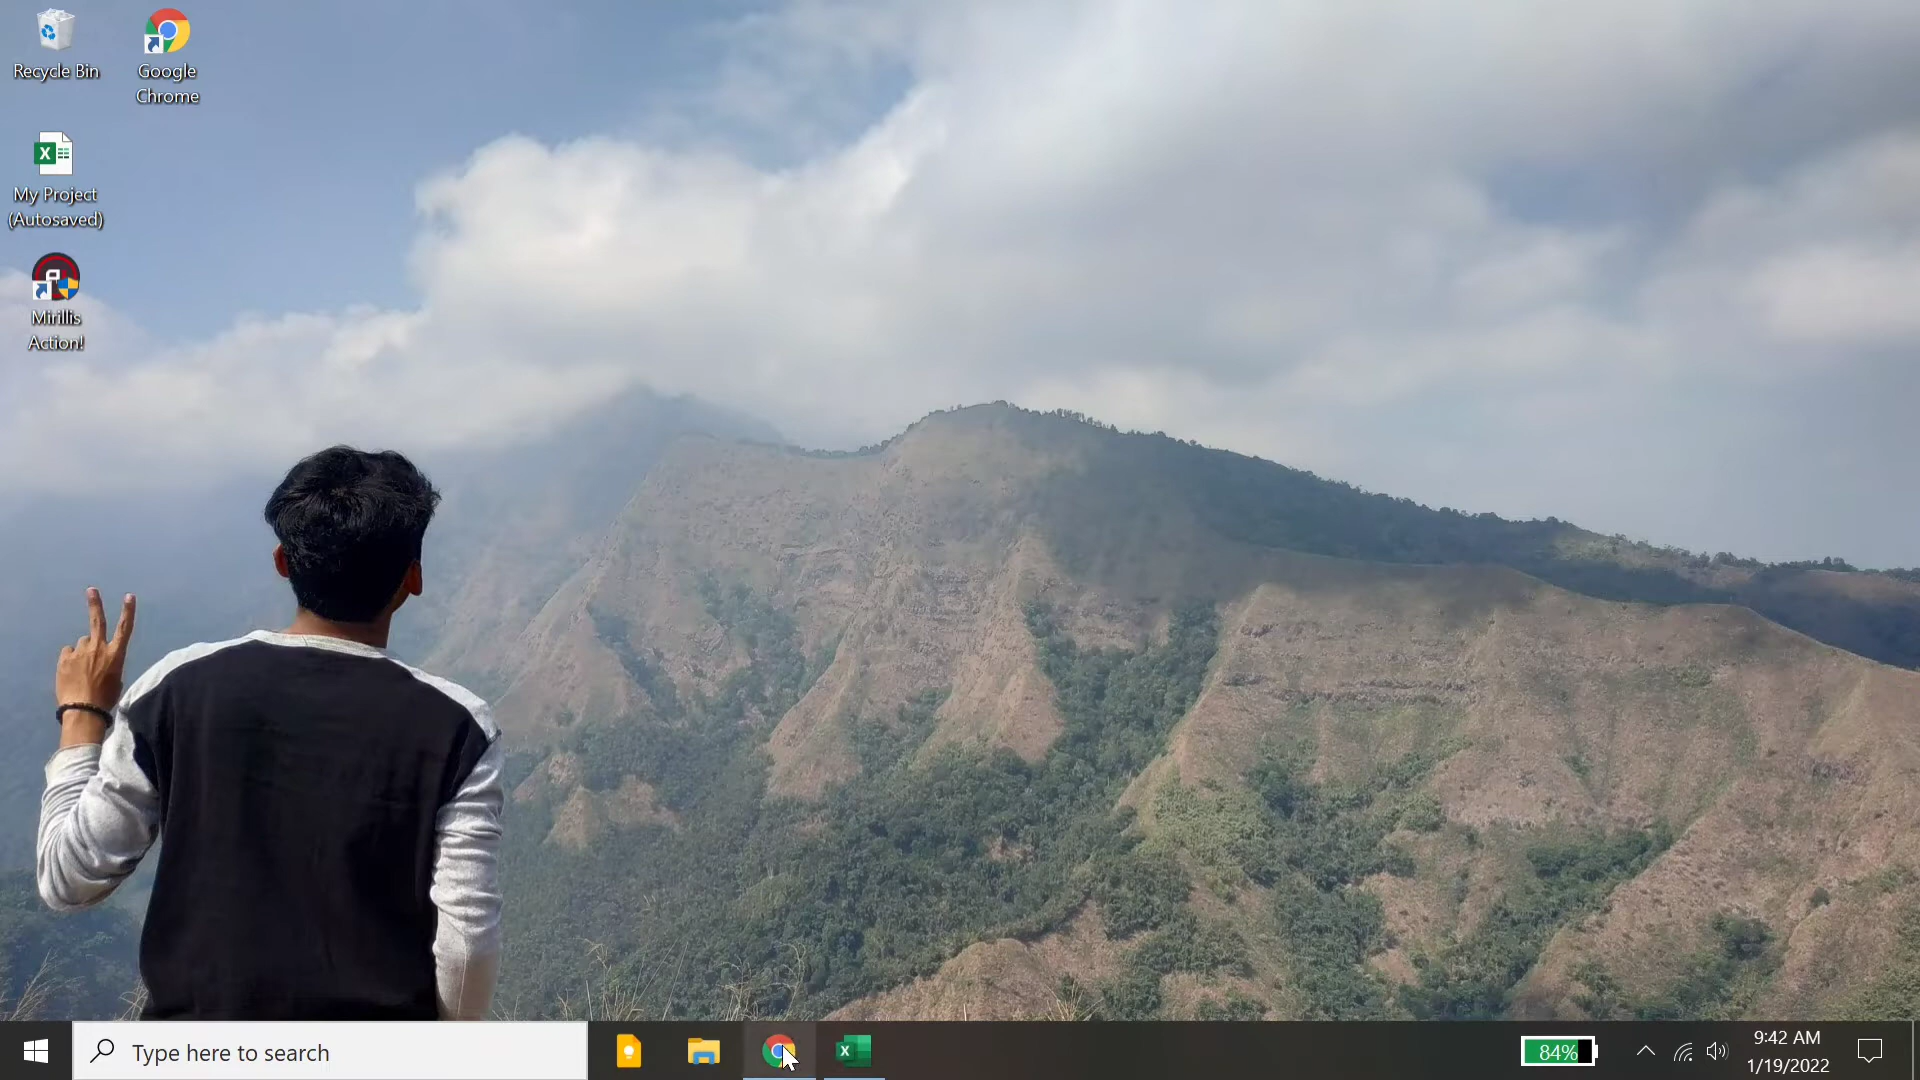 Recycle Bin
Google
Chrome
My Project
(Autosaved)
Mirillis
Action!
Type here to search
84%
9:42 AM
1/19/2022